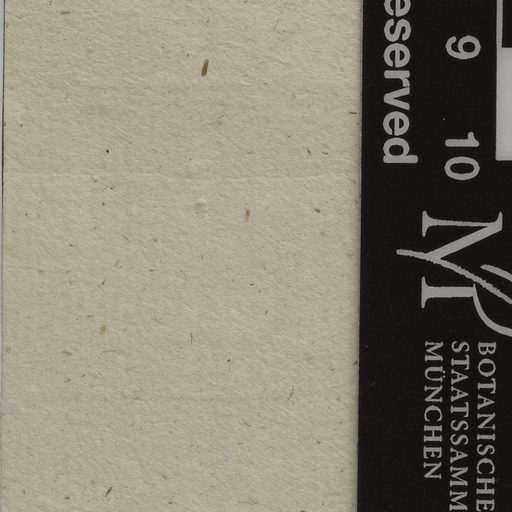 eserved
9 10
BOTANISCHE
STAATSSAMM
MÜNCHEN